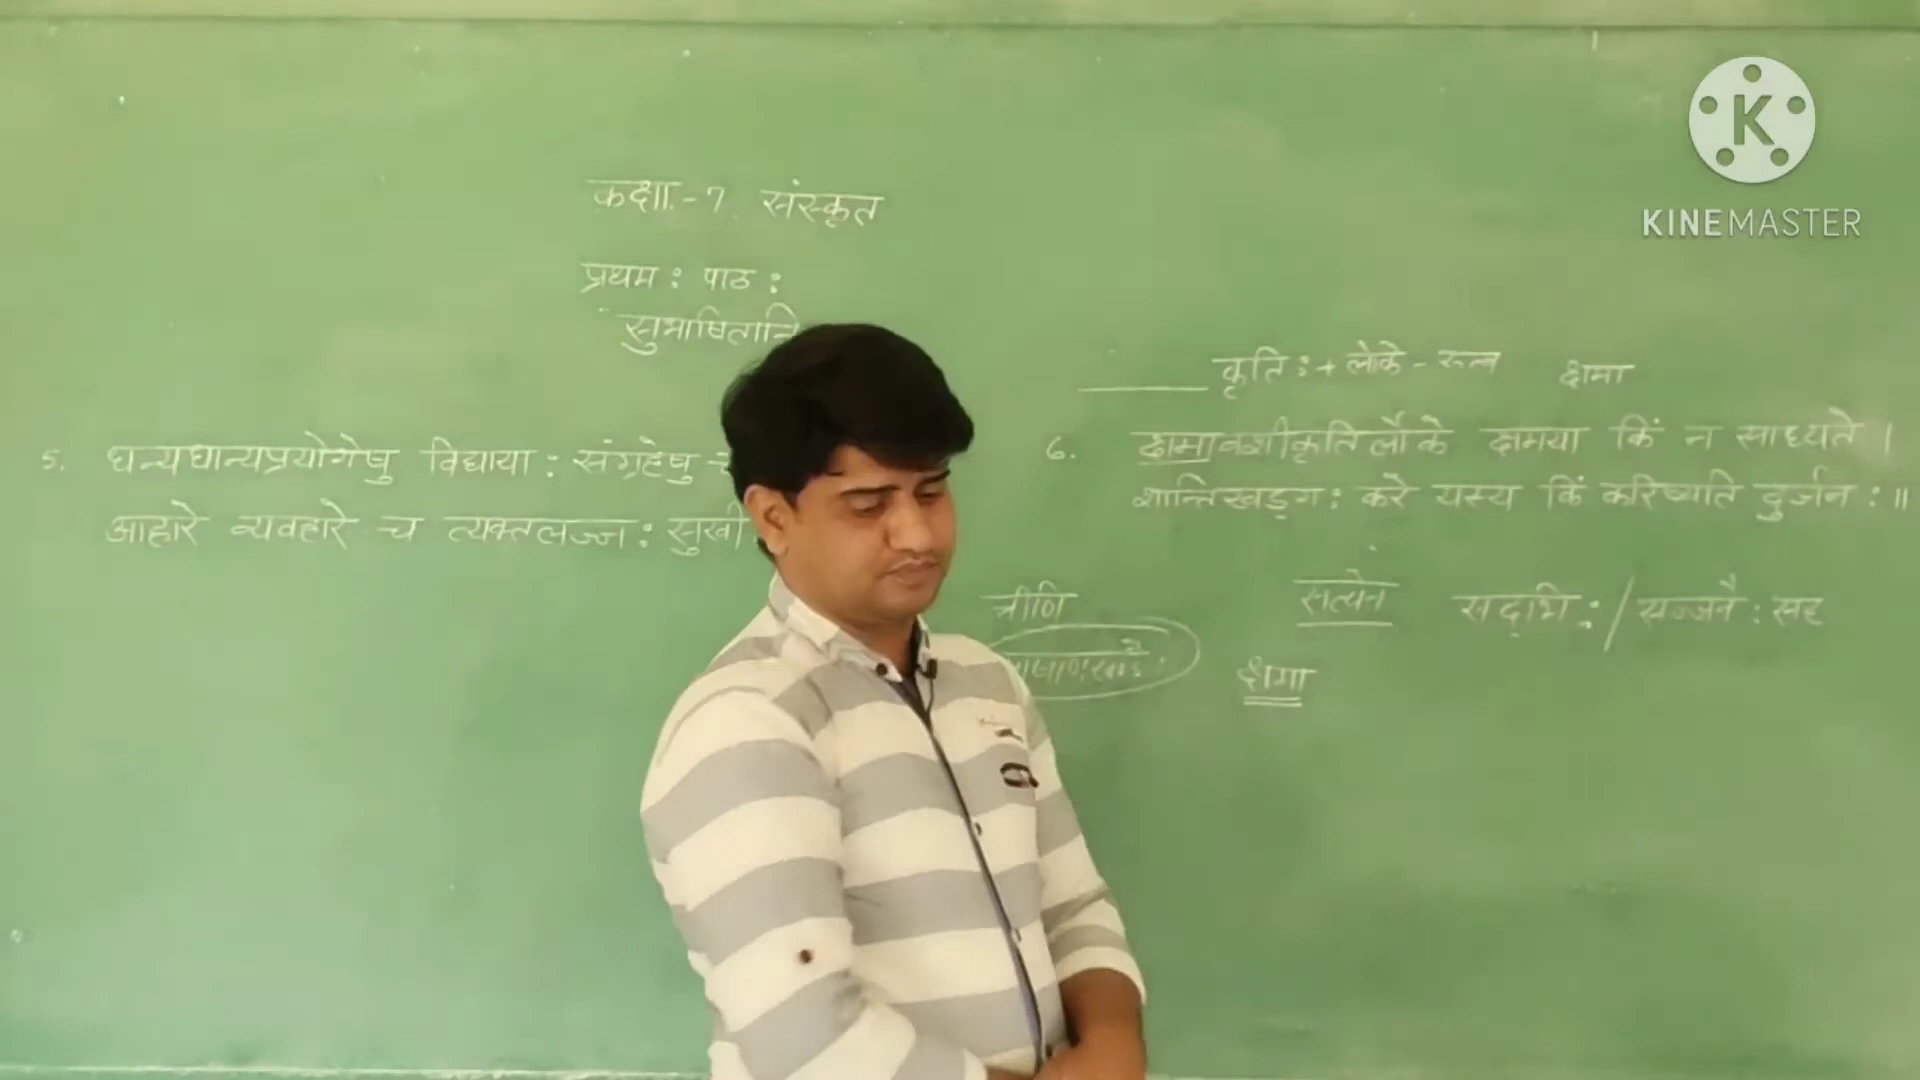 कक्षा-7 संस्कृत
प्रथम: पाठ:
सुभाषितानि
5. धन्यधान्यप्रयोगेषु विद्याया: संग्रहेषु
आहारे व्यवहारे च त्यक्तलज्ज: सुखी
कृति: + लोके - रुत्व क्षमा
6. क्षमावशीकृतिर्लोके क्षमया किं न साध्यते ।
शान्तिखड्ग: करे यस्य किं करिष्यति दुर्जन: ॥
त्रीणि
सत्येन सद्भि: / सज्जनै: सह
क्षमा
K
KINEMASTER